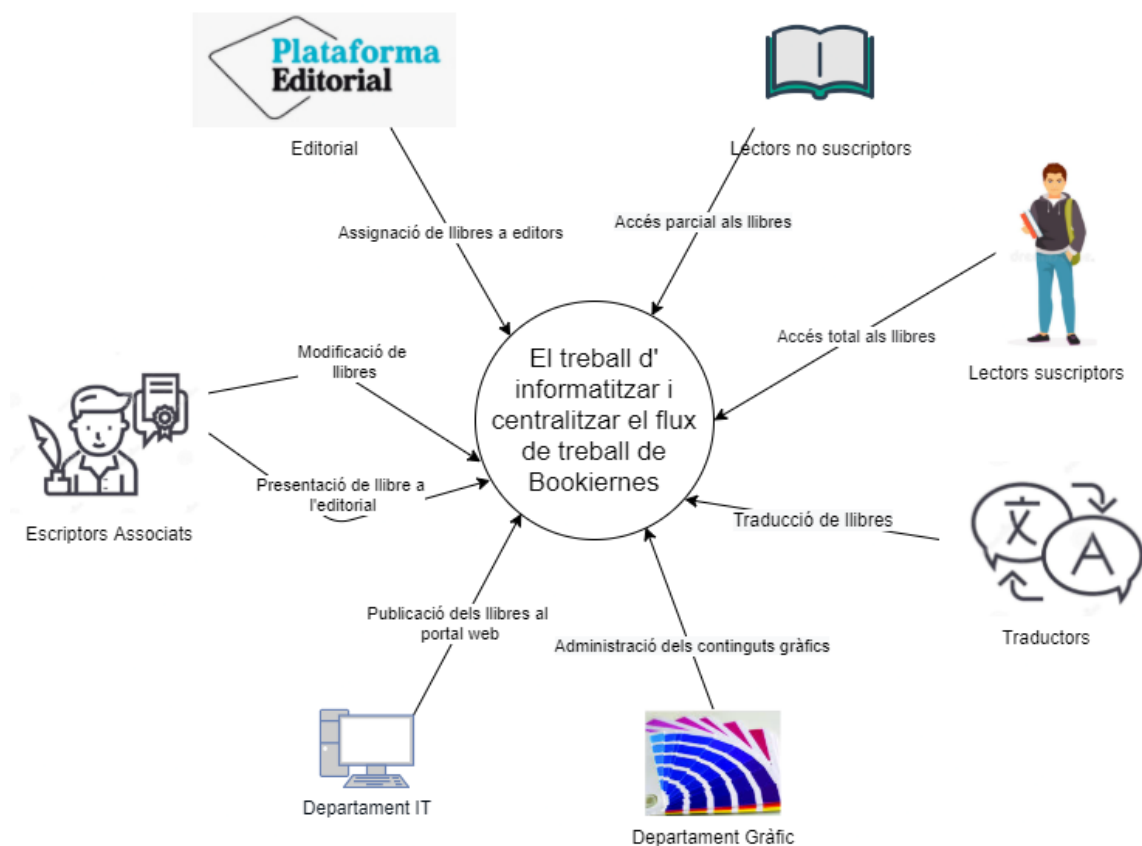 Plataforma
Editorial
Editorial
Lectors no suscriptors
Assignació de llibres a editors
Accés parcial als llibres
Accés total als llibres
Lectors suscriptors
Modificació de
llibres
El treball d'
informatitzar i
centralitzar el flux
de treball de
Bookiernes
Presentació de llibre a
l'editorial
Escriptors Associats
Traducció de llibres
文
A
Traductors
Publicació dels llibres al
portal web
Administració dels continguts gràfics
Departament IT
Departament Gràfic